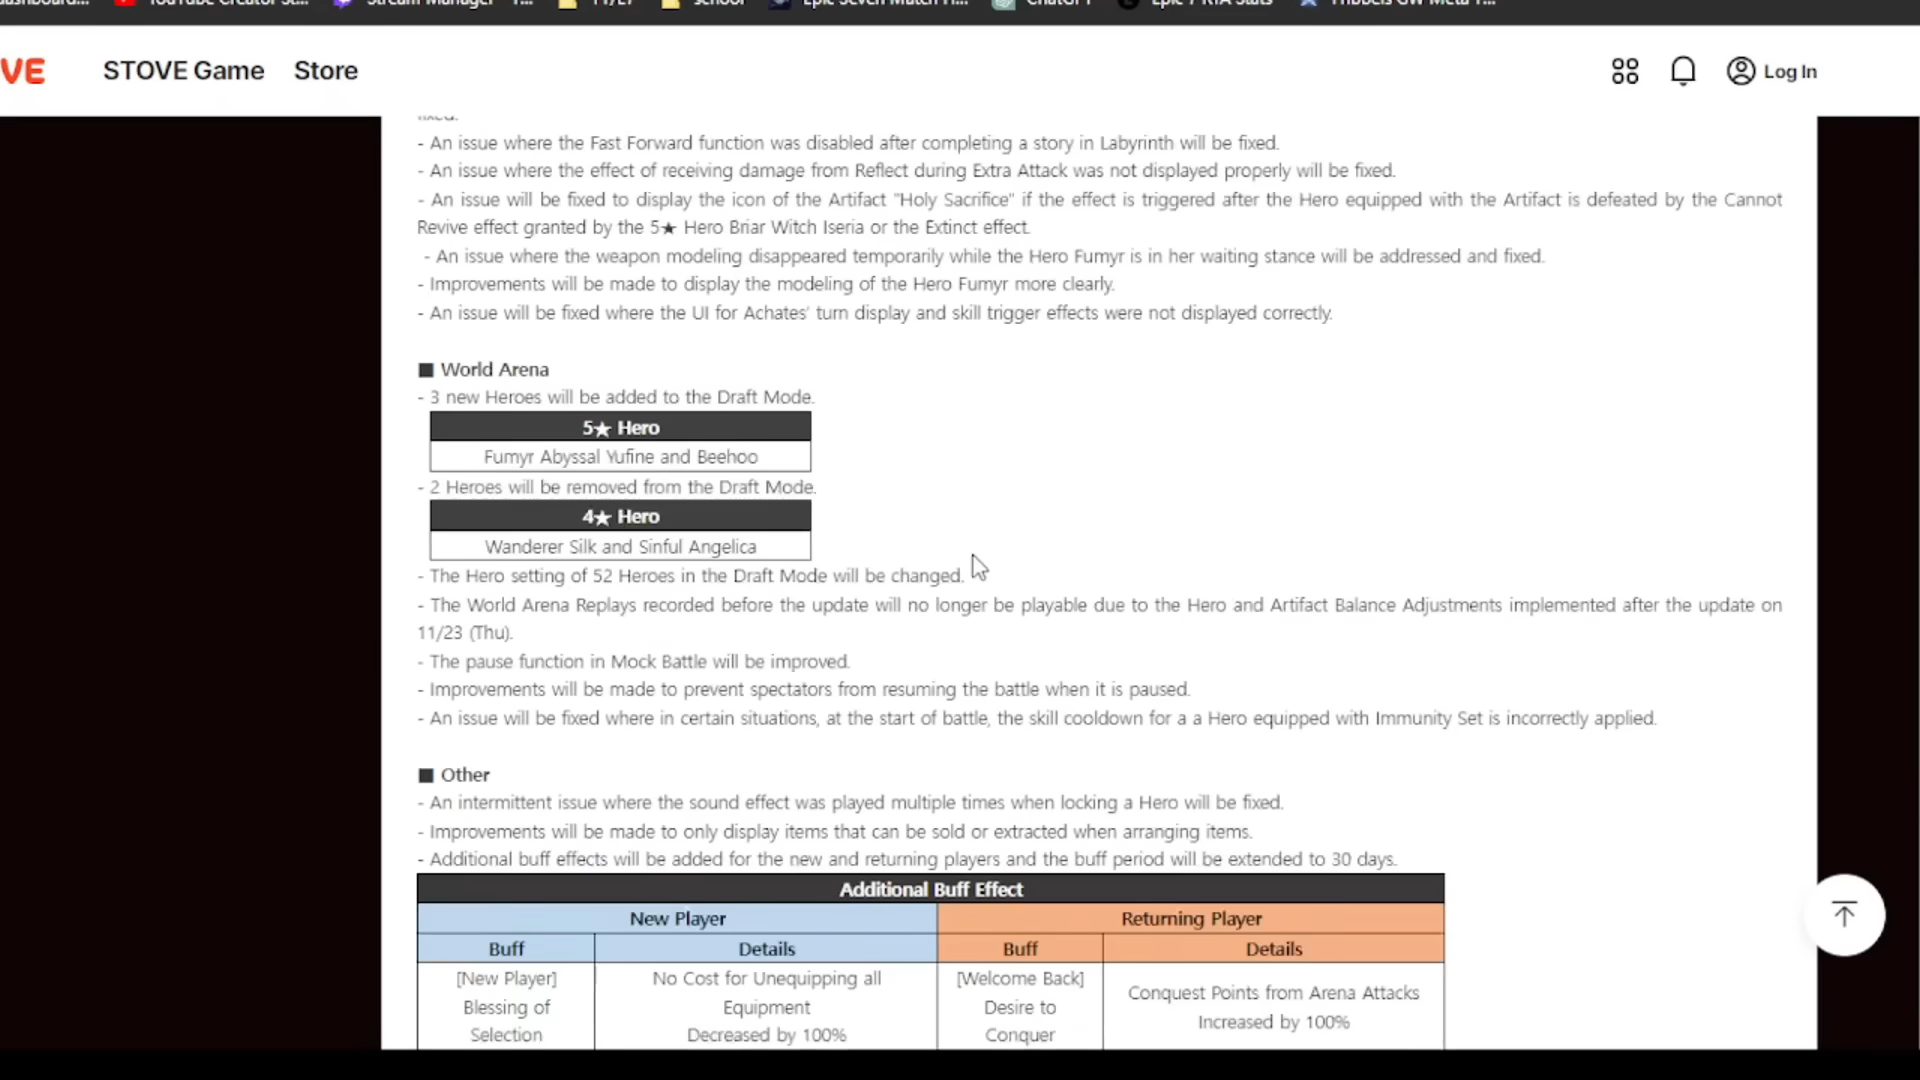 YouTube Creator St...
Stream Manager
11/27
school
Epic Seven Match H...
ChatGPT
Epic 7 RTA Stats
VE
STOVE Game
Store
Log In
fixed.
- An issue where the Fast Forward function was disabled after completing a story in Labyrinth will be fixed.
- An issue where the effect of receiving damage from Reflect during Extra Attack was not displayed properly will be fixed.
- An issue will be fixed to display the icon of the Artifact "Holy Sacrifice" if the effect is triggered after the Hero equipped with the Artifact is defeated by the Cannot
Revive effect granted by the 5★ Hero Briar Witch Iseria or the Extinct effect.
- An issue where the weapon modeling disappeared temporarily while the Hero Fumyr is in her waiting stance will be addressed and fixed.
- Improvements will be made to display the modeling of the Hero Fumyr more clearly.
- An issue will be fixed where the UI for Achates' turn display and skill trigger effects were not displayed correctly.
■ World Arena
- 3 new Heroes will be added to the Draft Mode.
5★ Hero
Fumyr Abyssal Yufine and Beehoo
- 2 Heroes will be removed from the Draft Mode.
4★ Hero
Wanderer Silk and Sinful Angelica
- The Hero setting of 52 Heroes in the Draft Mode will be changed.
- The World Arena Replays recorded before the update will no longer be playable due to the Hero and Artifact Balance Adjustments implemented after the update on
11/23 (Thu).
- The pause function in Mock Battle will be improved.
- Improvements will be made to prevent spectators from resuming the battle when it is paused.
- An issue will be fixed where in certain situations, at the start of battle, the skill cooldown for a a Hero equipped with Immunity Set is incorrectly applied.
■ Other
- An intermittent issue where the sound effect was played multiple times when locking a Hero will be fixed.
- Improvements will be made to only display items that can be sold or extracted when arranging items.
- Additional buff effects will be added for the new and returning players and the buff period will be extended to 30 days.
Additional Buff Effect
New Player
Returning Player
Buff
Details
Buff
Details
[New Player]
Blessing of
Selection
No Cost for Unequipping all
Equipment
Decreased by 100%
[Welcome Back]
Desire to
Conquer
Conquest Points from Arena Attacks
Increased by 100%